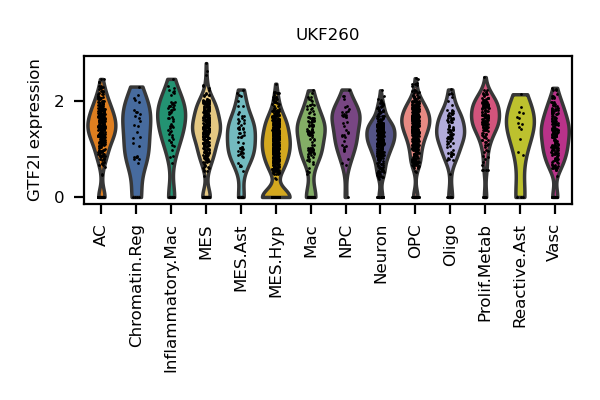 UKF260
GTF2I expression
2
0
AC
Chromatin.Reg
Inflammatory.Mac
MES
MES.Ast
MES.Hyp
Mac
NPC
Neuron
OPC
Oligo
Prolif.Metab
Reactive.Ast
Vasc